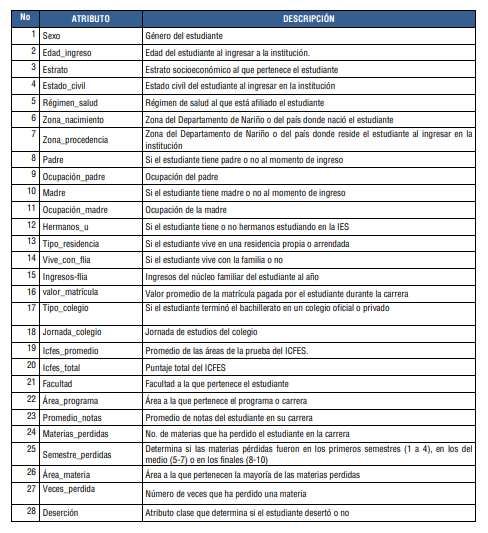 No ATRIBUTO DESCRIPCIÓN
1 Sexo Género del estudiante
2 Edad_ingreso Edad del estudiante al ingresar a la institución.
3 Estrato Estrato socioeconómico al que pertenece el estudiante
4 Estado_civil Estado civil del estudiante al ingresar en la institución
5 Régimen_salud Régimen de salud al que está afiliado el estudiante
6 Zona_nacimiento Zona del Departamento de Nariño o del país donde nació el estudiante
7 Zona_procedencia Zona del Departamento de Nariño o del país donde reside el estudiante al ingresar en la
institución
8 Padre Si el estudiante tiene padre o no al momento de ingreso
9 Ocupación_padre Ocupación del padre
10 Madre Si el estudiante tiene madre o no al momento de ingreso
11 Ocupación_madre Ocupación de la madre
12 Hermanos_u Si el estudiante tiene o no hermanos estudiando en la IES
13 Tipo_residencia Si el estudiante vive en una residencia propia o arrendada
14 Vive_con_flia Si el estudiante vive con la familia o no
15 Ingresos-flia Ingresos del núcleo familiar del estudiante al año
16 valor_matrícula Valor promedio de la matrícula pagada por el estudiante durante la carrera
17 Tipo_colegio Si el estudiante terminó el bachillerato en un colegio oficial o privado
18 Jornada_colegio Jornada de estudios del colegio
19 Icfes_promedio Promedio de las áreas de la prueba del ICFES.
20 Icfes_total Puntaje total del ICFES
21 Facultad Facultad a la que pertenece el estudiante
22 Área_programa Área a la que pertenece el programa o carrera
23 Promedio_notas Promedio de notas del estudiante en su carrera
24 Materias_perdidas No. de materias que ha perdido el estudiante en la carrera
25 Semestre_perdidas Determina si las materias pérdidas fueron en los primeros semestres (1 a 4), en los del
medio (5-7) o en los finales (8-10)
26 Área_materia Área a la que pertenecen la mayoría de las materias perdidas
27 Veces_perdida Número de veces que ha perdido una materia
28 Deserción Atributo clase que determina si el estudiante desertó o no